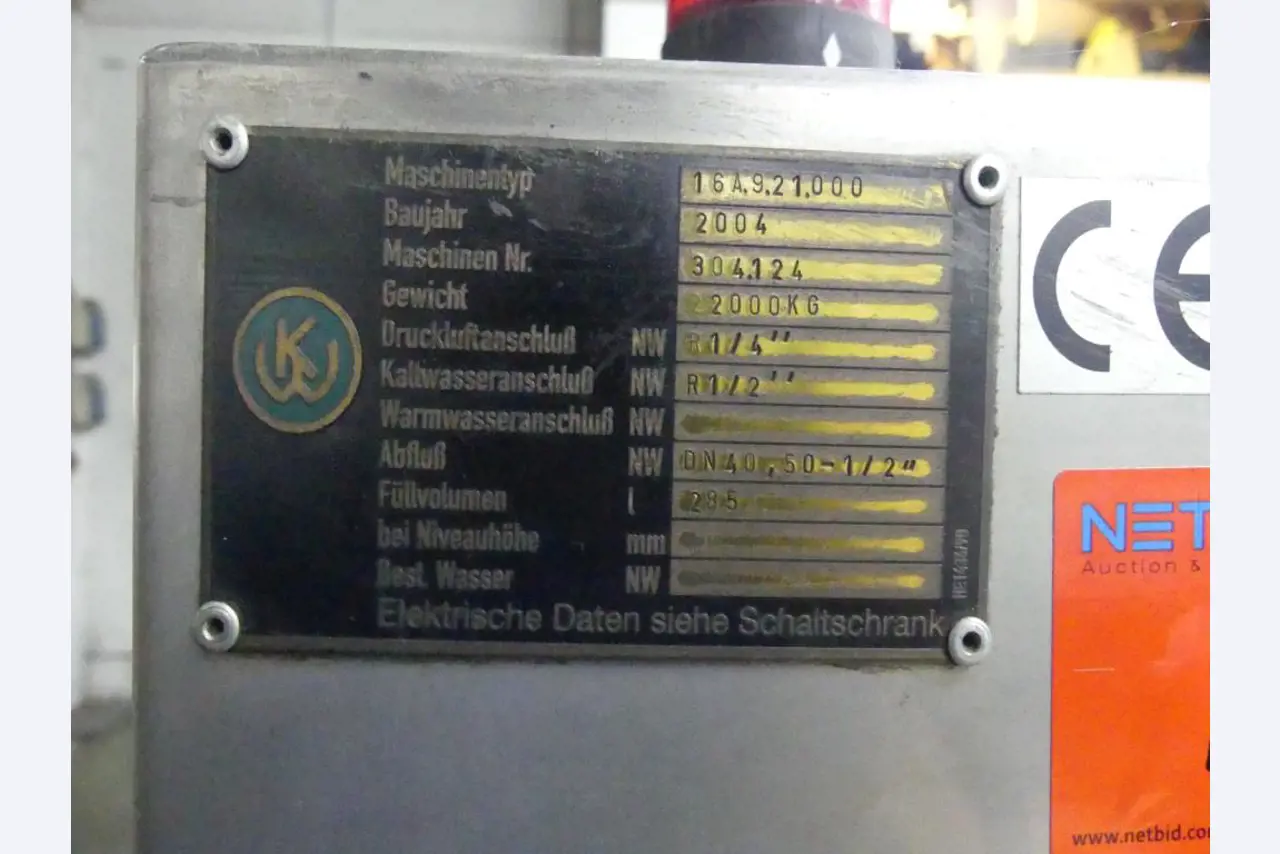 Maschinentyp 16A.9.21.000
Baujahr 2004
Maschinen Nr. 304.124
Gewicht 2000KG
Druckluftanschluß NW R1/4''
Kaltwasseranschluß NW R1/2''
Warmwasseranschluß NW
Abfluß NW DN40,50-1/2"
Füllvolumen l 285
bei Niveauhöhe mm
Best. Wasser NW
Elektrische Daten siehe Schaltschrank
KW
CE
NET
Auction &
www.netbid.co